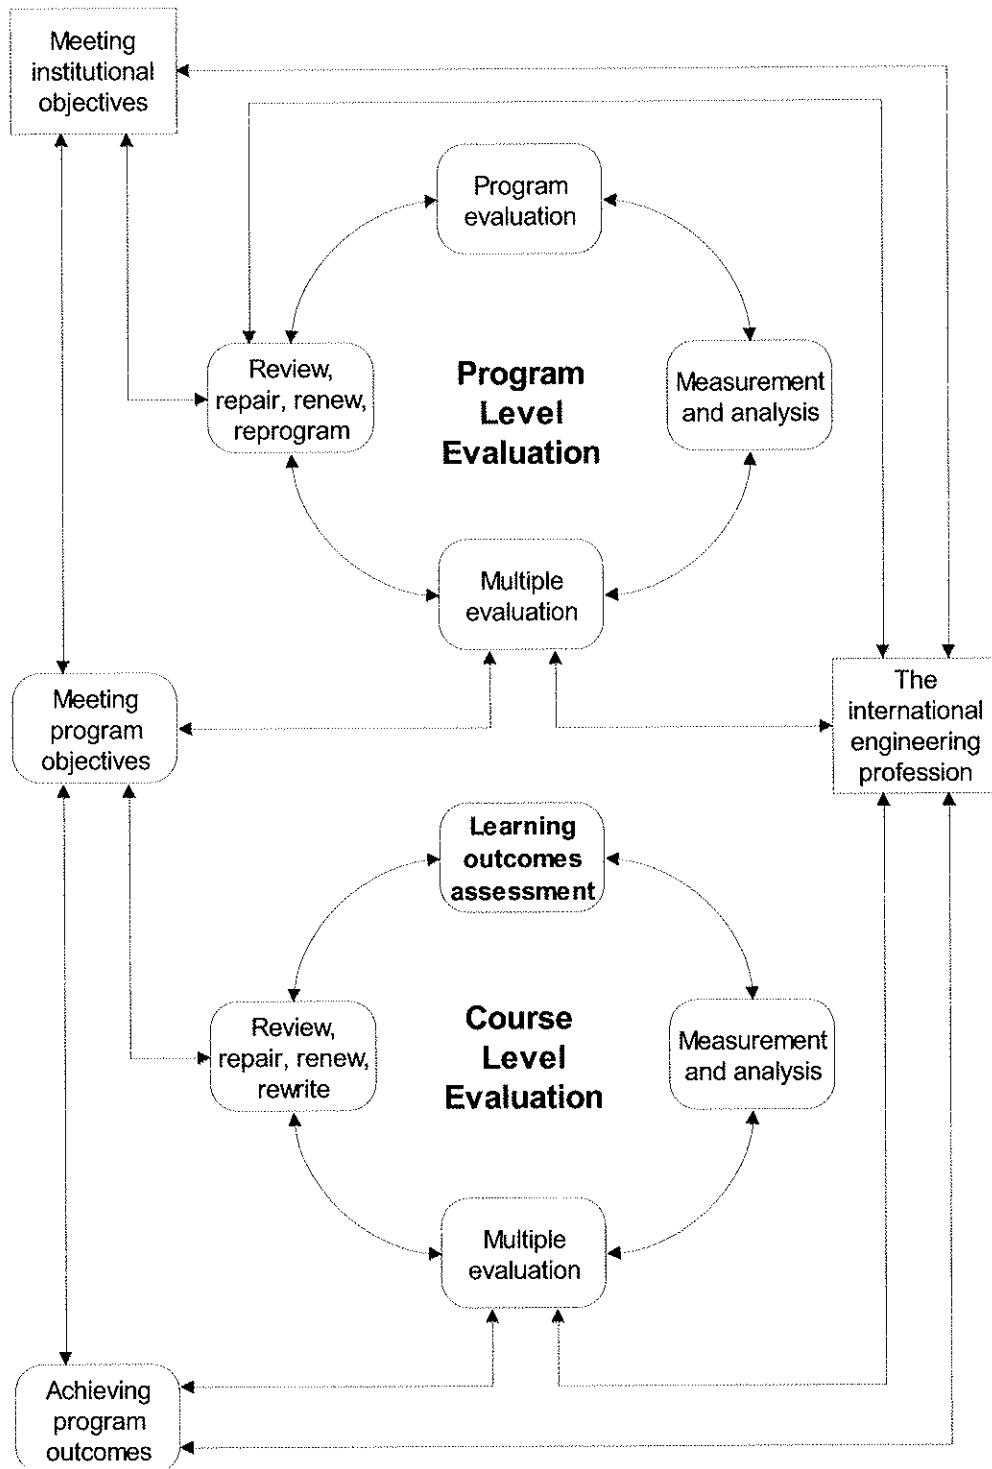 Meeting
institutional
objectives
Program
evaluation
Review,
repair, renew,
reprogram
Program
Level
Evaluation
Measurement
and analysis
Multiple
evaluation
Meeting
program
objectives
The
international
engineering
profession
Learning
outcomes
assessment
Review,
repair, renew,
rewrite
Course
Level
Evaluation
Measurement
and analysis
Multiple
evaluation
Achieving
program
outcomes